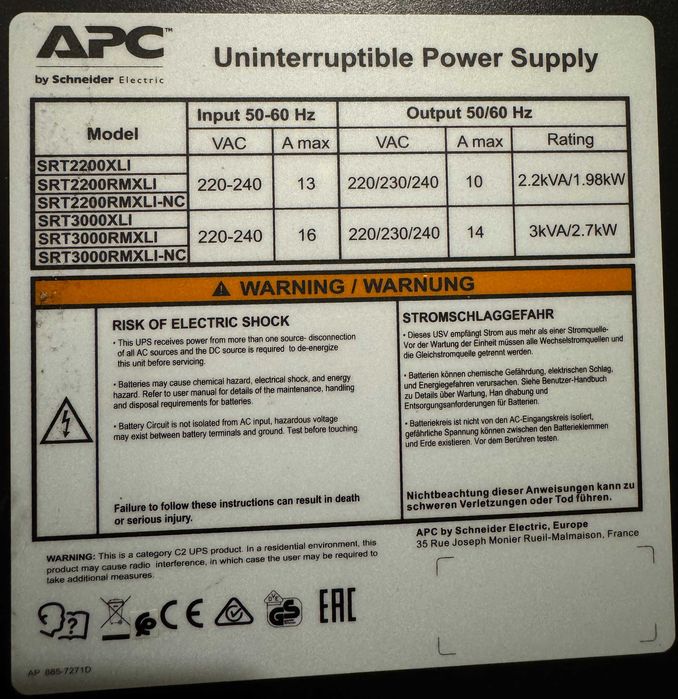 APC™
by Schneider Electric
Uninterruptible Power Supply
Model
Input 50-60 Hz
Output 50/60 Hz
VAC
A max
VAC
A max
Rating
SRT2200XLI
SRT2200RMXLI
SRT2200RMXLI-NC
220-240
13
220/230/240
10
2.2kVA/1.98kW
SRT3000XLI
SRT3000RMXLI
SRT3000RMXLI-NC
220-240
16
220/230/240
14
3kVA/2.7kW
WARNING / WARNUNG
RISK OF ELECTRIC SHOCK
• This UPS receives power from more than one source- disconnection
of all AC sources and the DC source is required to de-energize
this unit before servicing.
• Batteries may cause chemical hazard, electrical shock, and energy
hazard. Refer to user manual for details of the maintenance, handling
and disposal requirements for batteries.
• Battery Circuit is not isolated from AC input, hazardous voltage
may exist between battery terminals and ground. Test before touching.
Failure to follow these instructions can result in death
or serious injury.
STROMSCHLAGGEFAHR
• Dieses USV empfängt Strom aus mehr als einer Stromquelle-
Vor der Wartung der Einheit müssen alle Wechselstromquellen und
die Gleichstromquelle getrennt werden.
• Batterien können chemische Gefährdung, elektrischen Schlag,
und Energiegefahren verursachen. Siehe Benutzer-Handbuch
zu Details über Wartung, Han dhabung und
Entsorgungsanforderungen für Batterien.
• Batteriekreis ist nicht von den AC-Eingangskreis isoliert,
gefährliche Spannung können zwischen den Batterieklemmen
und Erde existieren. Vor dem Berühren testen.
Nichtbeachtung dieser Anweisungen kann zu
schweren Verletzungen oder Tod führen.
WARNING: This is a category C2 UPS product. In a residential environment, this
product may cause radio interference, in which case the user may be required to
take additional measures.
APC by Schneider Electric, Europe
35 Rue Joseph Monier Rueil-Malmaison, France
?
CE
VDE
GS
EAC
AP 885-7271D